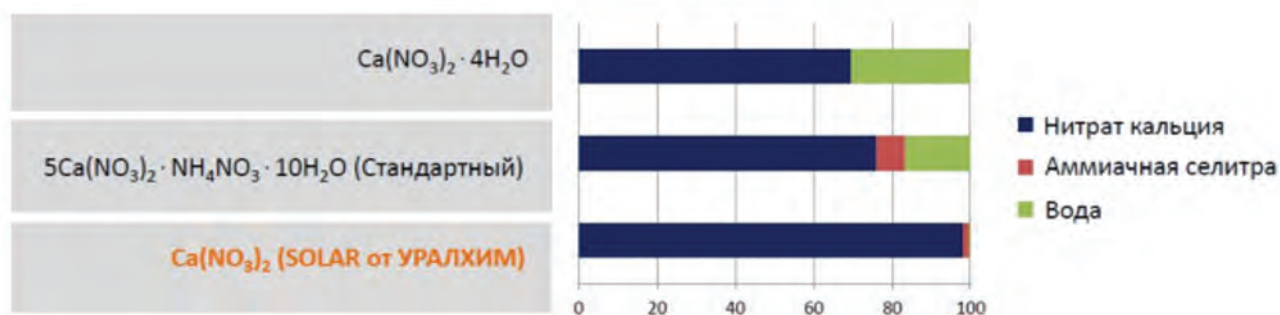 Ca(NO₃)₂ · 4H₂O
5Ca(NO₃)₂ · NH₄NO₃ · 10H₂O (Стандартный)
Ca(NO₃)₂ (SOLAR от УРАЛХИМ)
0 20 40 60 80 100
Нитрат кальция
Аммиачная селитра
Вода